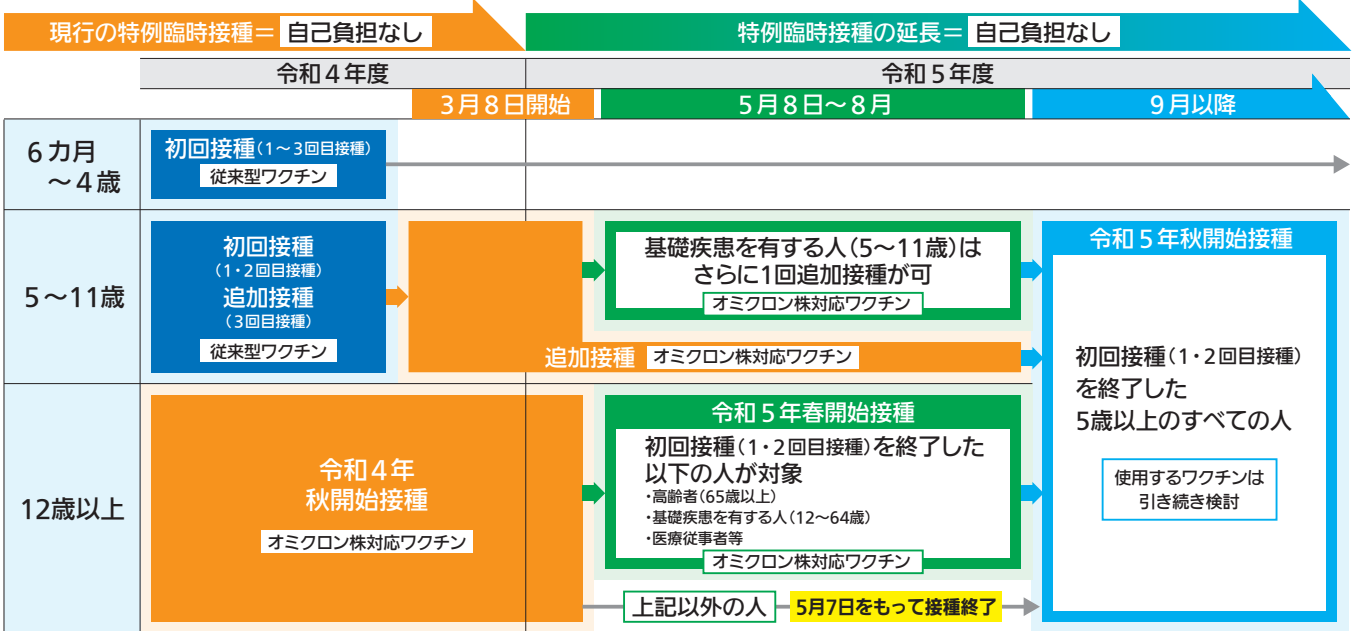 現行の特例臨時接種＝ 自己負担なし
特例臨時接種の延長＝ 自己負担なし
令和４年度
令和５年度
３月８日開始
５月８日～８月
９月以降
６カ月
～４歳
初回接種（1～3回目接種）
従来型ワクチン
5～11歳
初回接種
（1・2回目接種）
追加接種
（3回目接種）
従来型ワクチン
基礎疾患を有する人（5～11歳）は
さらに1回追加接種が可
オミクロン株対応ワクチン
追加接種 オミクロン株対応ワクチン
令和５年秋開始接種
初回接種（1・2回目接種）
を終了した
5歳以上のすべての人
使用するワクチンは
引き続き検討
12歳以上
令和４年
秋開始接種
オミクロン株対応ワクチン
令和５年春開始接種
初回接種（1・2回目接種）を終了した
以下の人が対象
・高齢者（65歳以上）
・基礎疾患を有する人（12～64歳）
・医療従事者等
オミクロン株対応ワクチン
上記以外の人
5月7日をもって接種終了